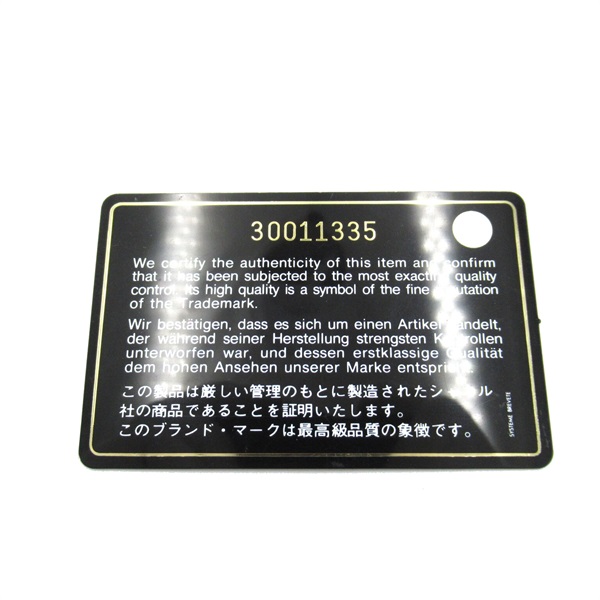 30011335
We certify the authenticity of this item and confirm
that it has been subjected to the most exacting quality
control. Its high quality is a symbol of the fine reputation
of the Trademark.
Wir bestätigen, dass es sich um einen Artikel handelt,
der während seiner Herstellung strengsten Kontrollen
unterworfen war, und dessen erstklassige Qualität
dem hohen Ansehen unserer Marke entspricht.
この製品は厳しい管理のもとに製造されたシャネル
社の商品であることを証明いたします。
このブランド・マークは最高級品質の象徴です。
SYSTEME BREVETE